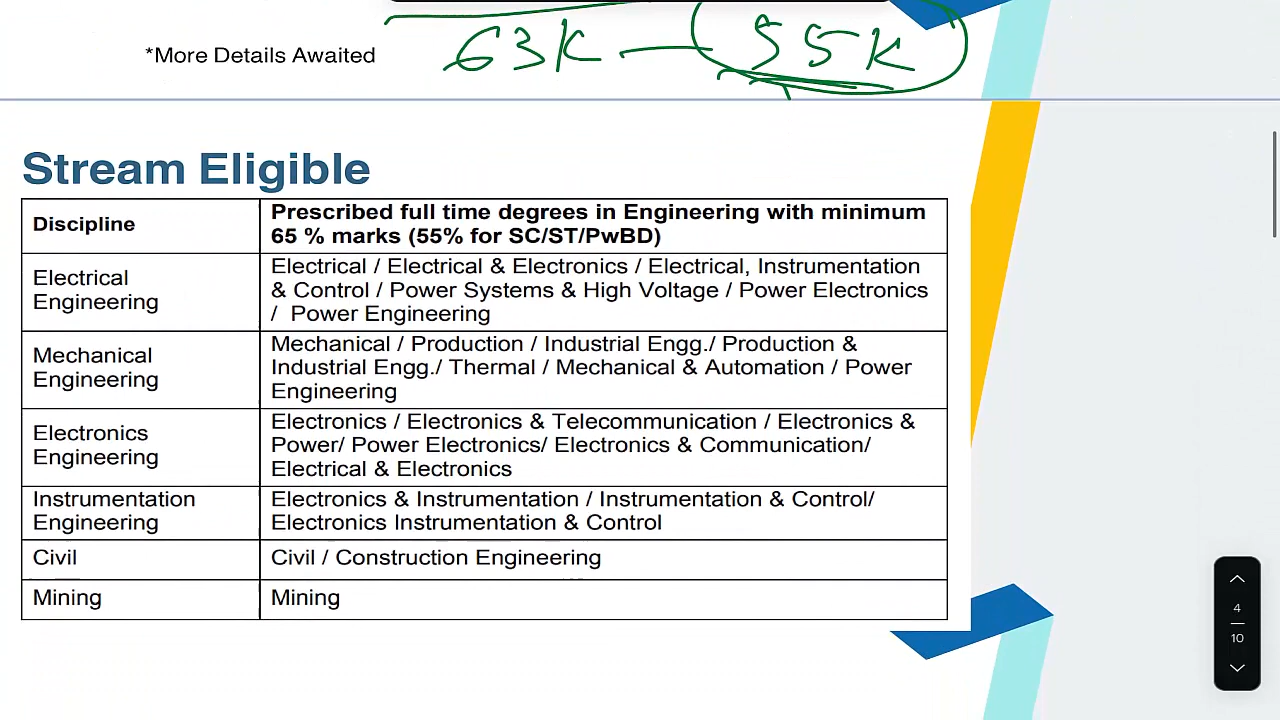 *More Details Awaited
63K — 55K
Stream Eligible
Discipline
Prescribed full time degrees in Engineering with minimum
65 % marks (55% for SC/ST/PwBD)
Electrical
Engineering
Electrical / Electrical & Electronics / Electrical, Instrumentation
& Control / Power Systems & High Voltage / Power Electronics
/ Power Engineering
Mechanical
Engineering
Mechanical / Production / Industrial Engg./ Production &
Industrial Engg./ Thermal / Mechanical & Automation / Power
Engineering
Electronics
Engineering
Electronics / Electronics & Telecommunication / Electronics &
Power/ Power Electronics/ Electronics & Communication/
Electrical & Electronics
Instrumentation
Engineering
Electronics & Instrumentation / Instrumentation & Control/
Electronics Instrumentation & Control
Civil
Civil / Construction Engineering
Mining
Mining
4
10